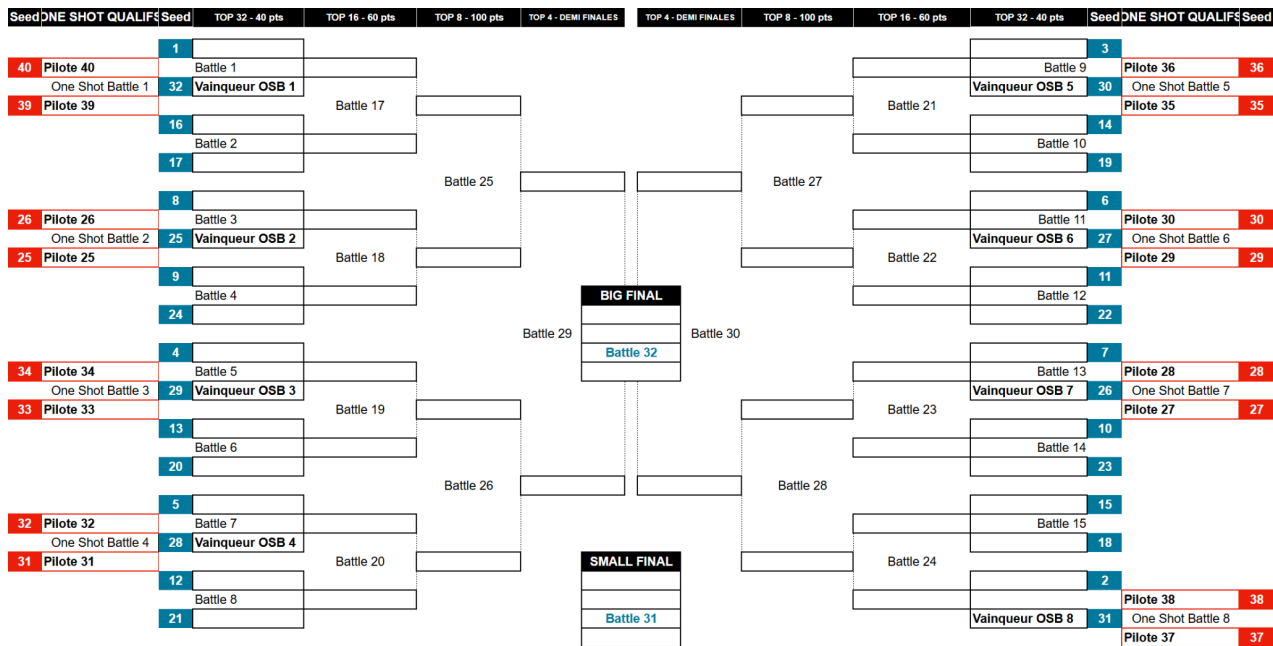 Seed ONE SHOT QUALIFS Seed TOP 32 - 40 pts TOP 16 - 60 pts TOP 8 - 100 pts TOP 4 - DEMI FINALES TOP 4 - DEMI FINALES TOP 8 - 100 pts TOP 16 - 60 pts TOP 32 - 40 pts Seed ONE SHOT QUALIFS Seed
1 3
40 Pilote 40 Battle 1 Battle 9 Pilote 36 36
One Shot Battle 1 32 Vainqueur OSB 1 Vainqueur OSB 5 30 One Shot Battle 5
39 Pilote 39 Battle 17 Battle 21 Pilote 35 35
16 14
Battle 2 Battle 10
17 19
Battle 25 Battle 27
8 6
26 Pilote 26 Battle 3 Battle 11 Pilote 30 30
One Shot Battle 2 25 Vainqueur OSB 2 Vainqueur OSB 6 27 One Shot Battle 6
25 Pilote 25 Battle 18 Battle 22 Pilote 29 29
9 11
Battle 4 BIG FINAL Battle 12
24 22
Battle 29 Battle 30
4 Battle 32 7
34 Pilote 34 Battle 5 Battle 13 Pilote 28 28
One Shot Battle 3 29 Vainqueur OSB 3 Vainqueur OSB 7 26 One Shot Battle 7
33 Pilote 33 Battle 19 Battle 23 Pilote 27 27
13 10
Battle 6 Battle 14
20 23
Battle 26 Battle 28
5 15
32 Pilote 32 Battle 7 Battle 15
One Shot Battle 4 28 Vainqueur OSB 4 18
31 Pilote 31 Battle 20 SMALL FINAL Battle 24
12 2
Battle 8 Pilote 38 38
21 Battle 31 Vainqueur OSB 8 31 One Shot Battle 8
Pilote 37 37